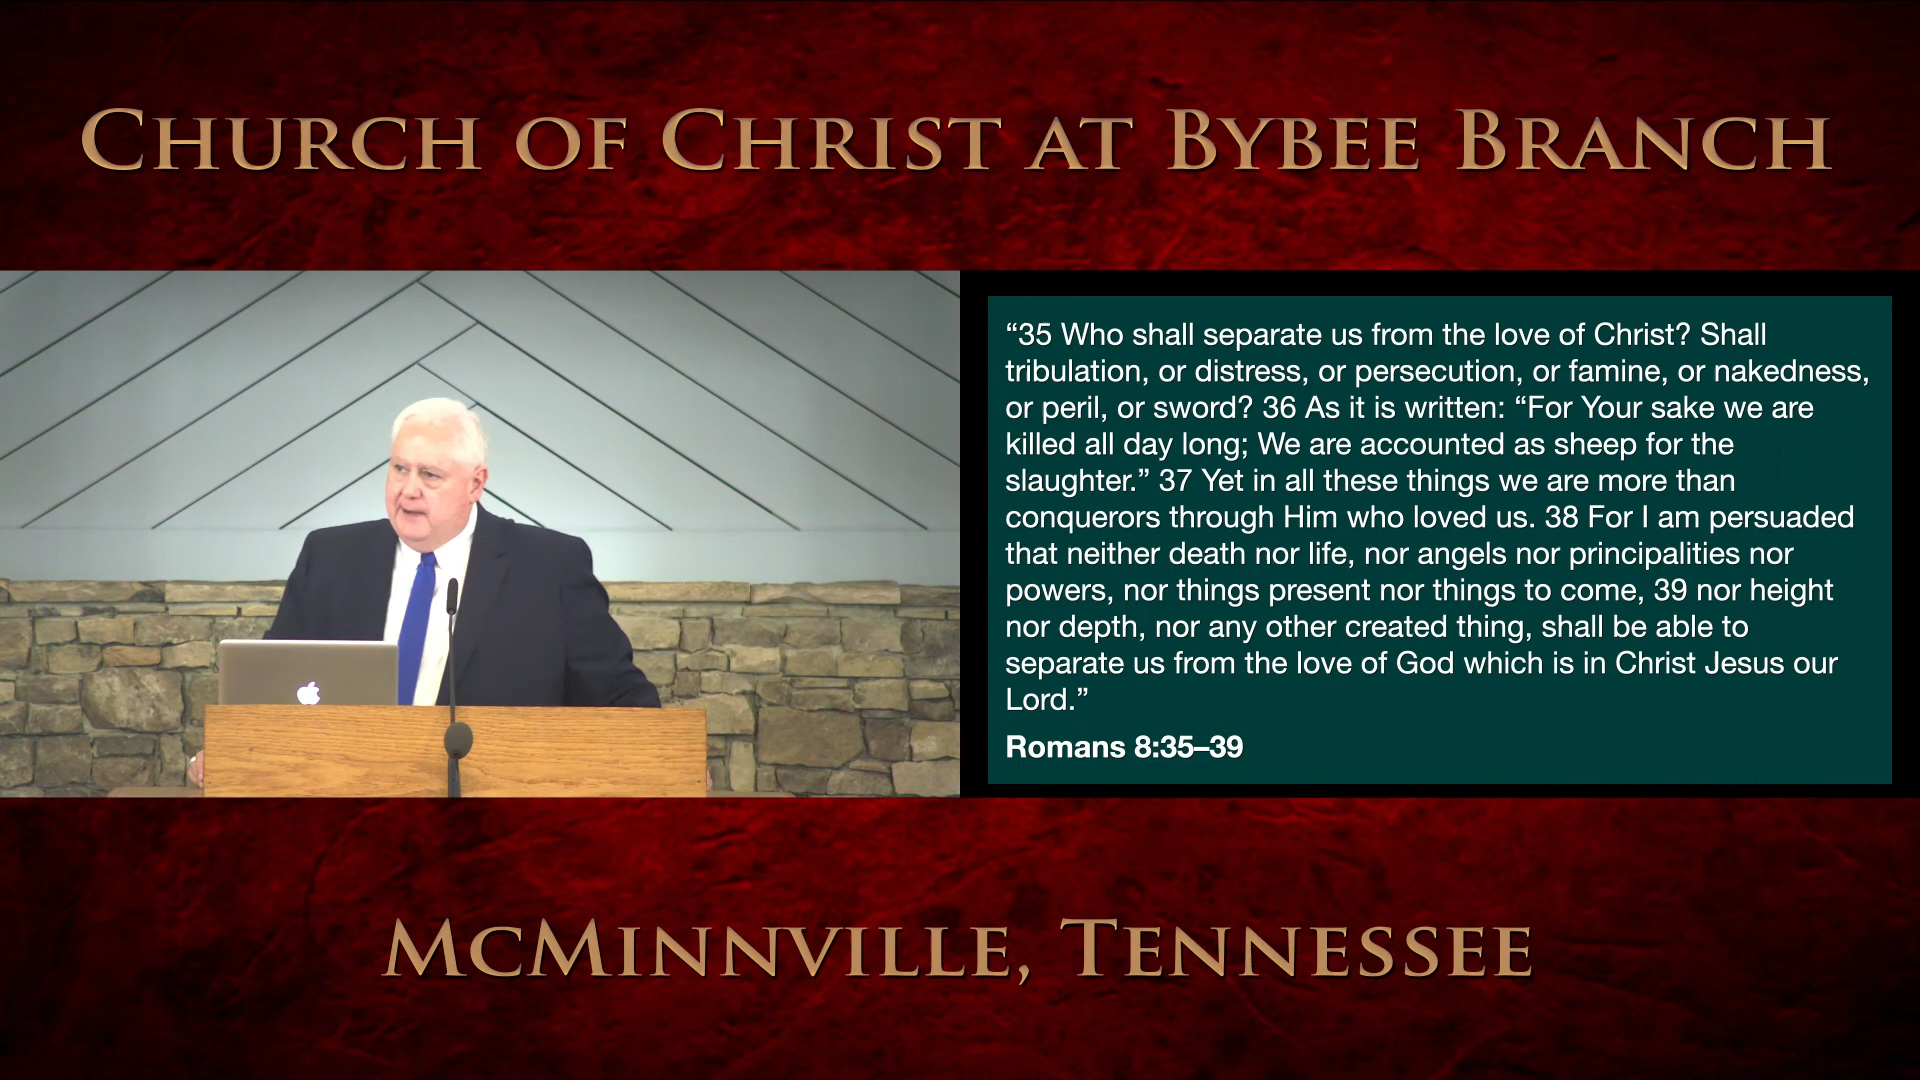 CHURCH OF CHRIST AT BYBEE BRANCH
“35 Who shall separate us from the love of Christ? Shall
tribulation, or distress, or persecution, or famine, or nakedness,
or peril, or sword? 36 As it is written: “For Your sake we are
killed all day long; We are accounted as sheep for the
slaughter.” 37 Yet in all these things we are more than
conquerors through Him who loved us. 38 For I am persuaded
that neither death nor life, nor angels nor principalities nor
powers, nor things present nor things to come, 39 nor height
nor depth, nor any other created thing, shall be able to
separate us from the love of God which is in Christ Jesus our
Lord.”
Romans 8:35–39
MCMINNVILLE, TENNESSEE